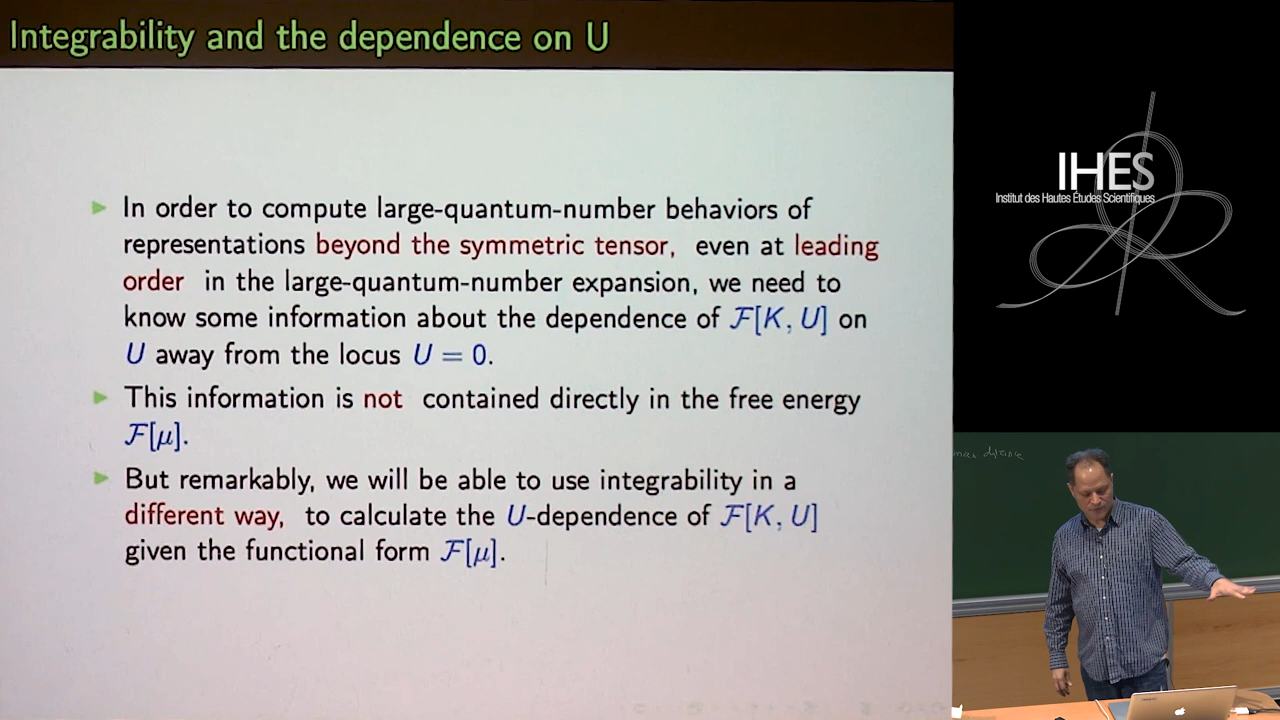 Integrability and the dependence on U
In order to compute large-quantum-number behaviors of
representations beyond the symmetric tensor, even at leading
order in the large-quantum-number expansion, we need to
know some information about the dependence of ℱ[K, U] on
U away from the locus U = 0.
This information is not contained directly in the free energy
ℱ[μ].
But remarkably, we will be able to use integrability in a
different way, to calculate the U-dependence of ℱ[K, U]
given the functional form ℱ[μ].
IHES
Institut des Hautes Études Scientifiques